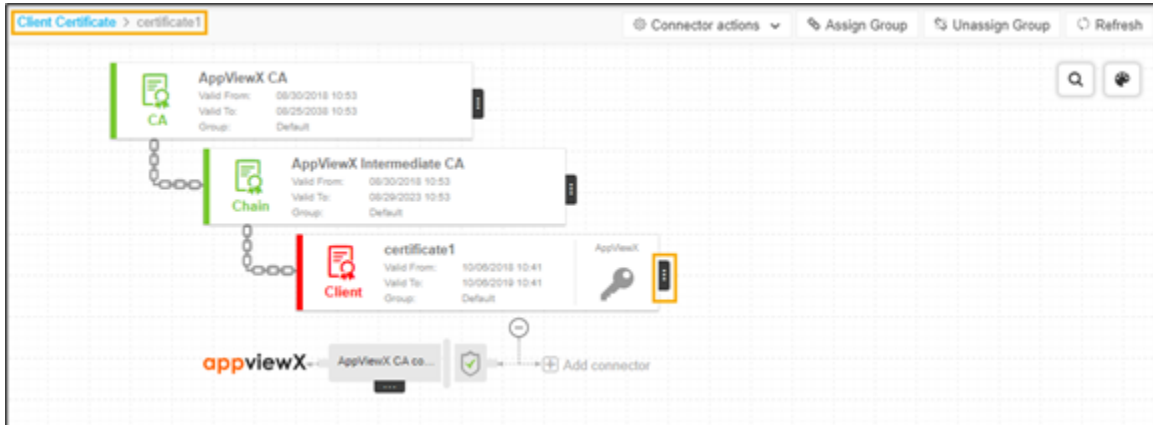 Client Certificate > certificate1
Connector actions
Assign Group
Unassign Group
Refresh
AppViewX CA
Valid From: 08/30/2018 10:53
Valid To: 08/25/2038 10:53
Group: Default
CA
AppViewX Intermediate CA
Valid From: 08/30/2018 10:53
Valid To: 08/29/2023 10:53
Group: Default
Chain
certificate1
Valid From: 10/06/2018 10:41
Valid To: 10/06/2019 10:41
Group: Default
Client
AppViewX
appviewX
AppViewX CA co...
Add connector